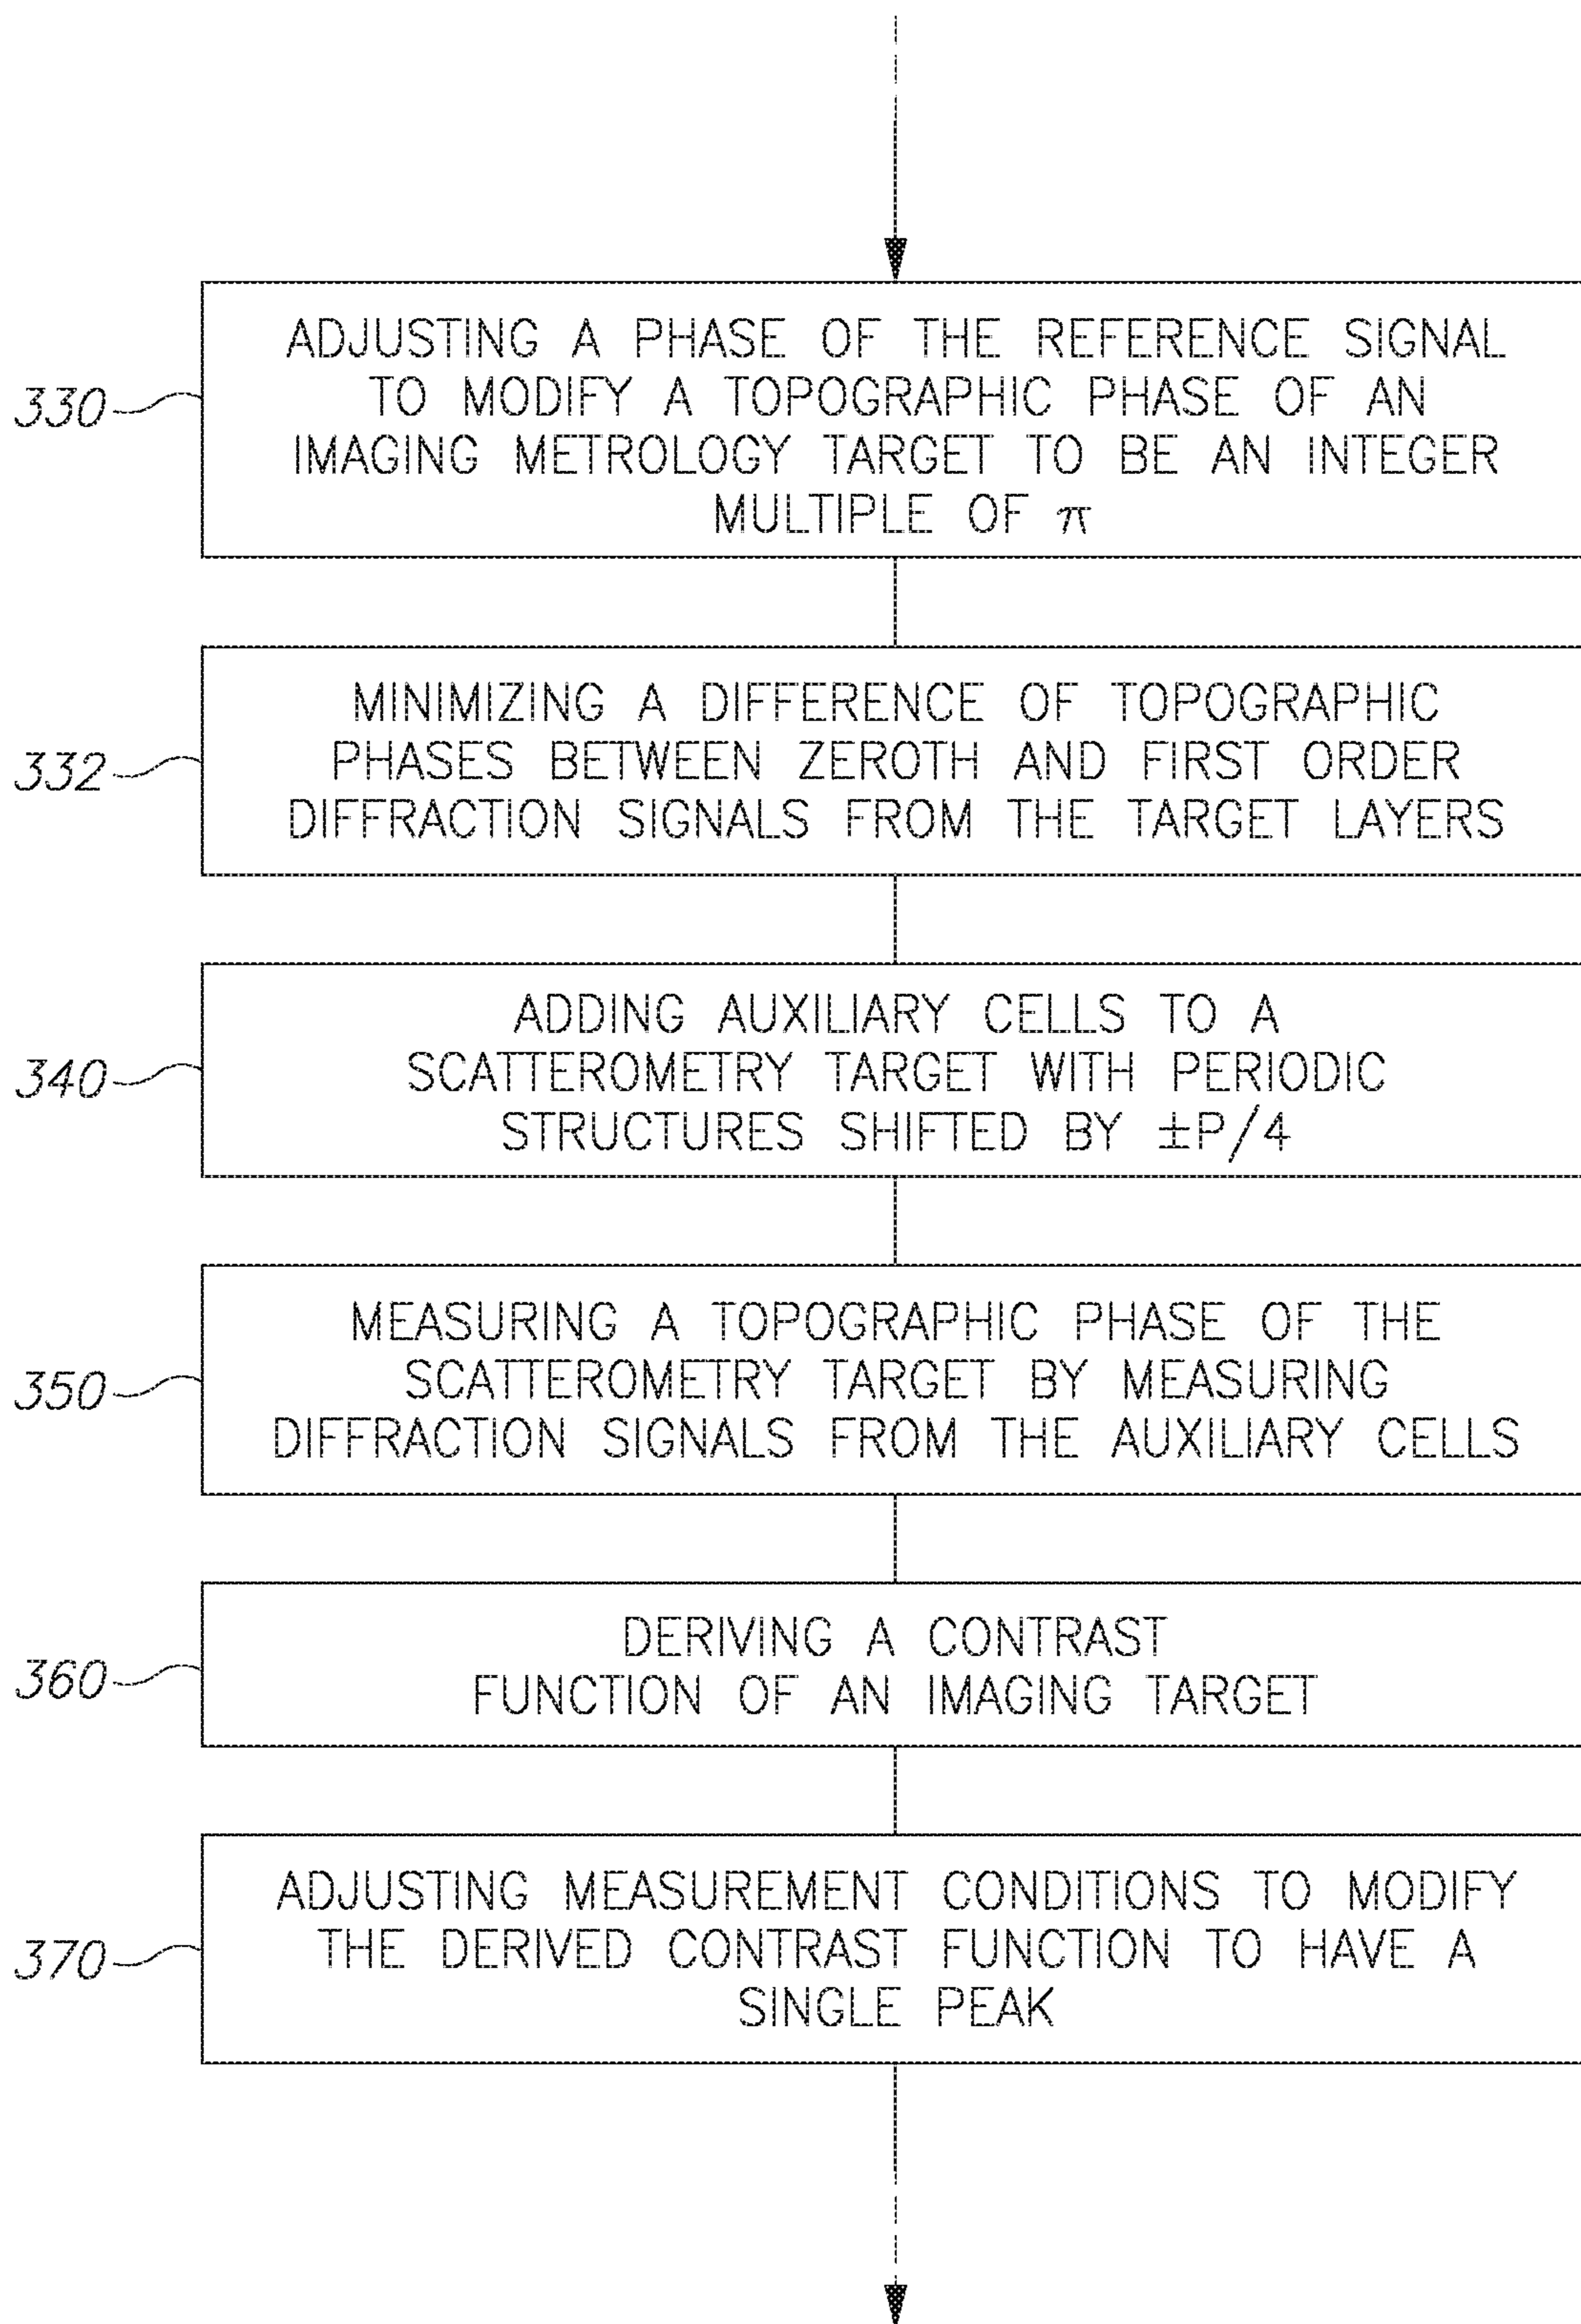 330
ADJUSTING A PHASE OF THE REFERENCE SIGNAL
TO MODIFY A TOPOGRAPHIC PHASE OF AN
IMAGING METROLOGY TARGET TO BE AN INTEGER
MULTIPLE OF π
332
MINIMIZING A DIFFERENCE OF TOPOGRAPHIC
PHASES BETWEEN ZEROTH AND FIRST ORDER
DIFFRACTION SIGNALS FROM THE TARGET LAYERS
340
ADDING AUXILIARY CELLS TO A
SCATTEROMETRY TARGET WITH PERIODIC
STRUCTURES SHIFTED BY ±P/4
350
MEASURING A TOPOGRAPHIC PHASE OF THE
SCATTEROMETRY TARGET BY MEASURING
DIFFRACTION SIGNALS FROM THE AUXILIARY CELLS
360
DERIVING A CONTRAST
FUNCTION OF AN IMAGING TARGET
370
ADJUSTING MEASUREMENT CONDITIONS TO MODIFY
THE DERIVED CONTRAST FUNCTION TO HAVE A
SINGLE PEAK